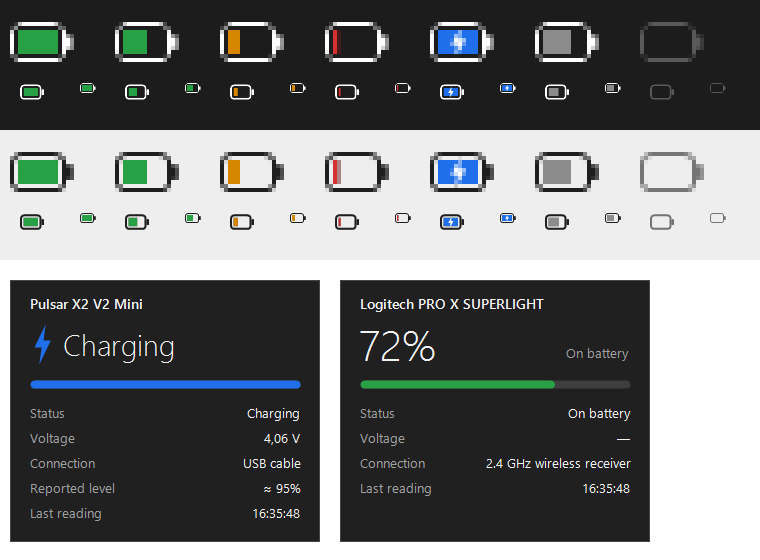 Pulsar X2 V2 Mini
Charging
Status Charging
Voltage 4,06 V
Connection USB cable
Reported level ≈ 95%
Last reading 16:35:48
Logitech PRO X SUPERLIGHT
72% On battery
Status On battery
Voltage —
Connection 2.4 GHz wireless receiver
Last reading 16:35:48